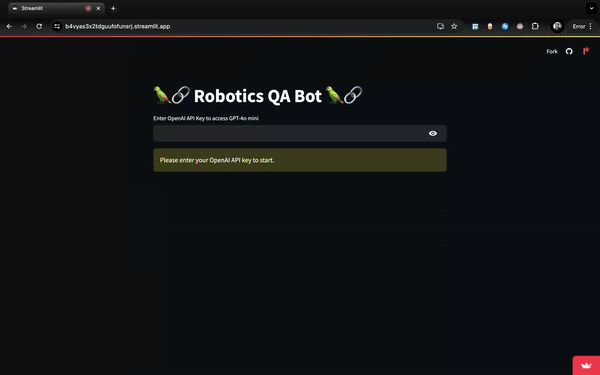 Streamlit
b4vyas3x2tdguufofunsrj.streamlit.app
Error
Fork
Robotics QA Bot
Enter OpenAI API Key to access GPT-4o mini
Please enter your OpenAI API key to start.